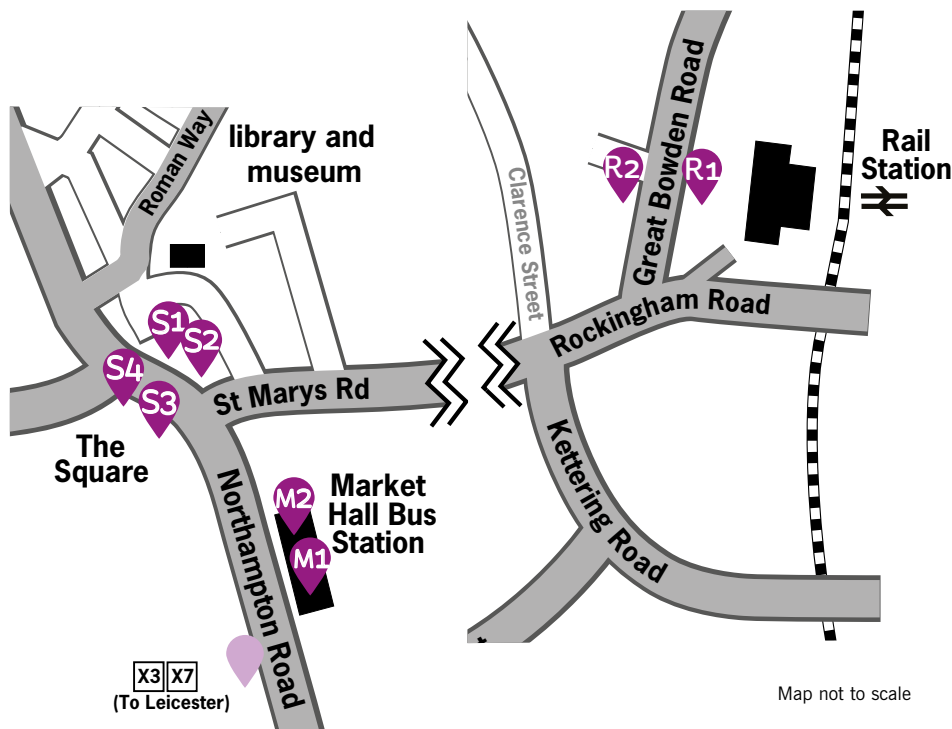 Roman Way
library and
museum
S1
S2
S4
S3
The
Square
St Marys Rd
M2
M1
Market
Hall Bus
Station
Northampton Road
X3 X7
(To Leicester)
Clarence Street
Great Bowden Road
R2
R1
Rail
Station
Rockingham Road
Kettering Road
Map not to scale